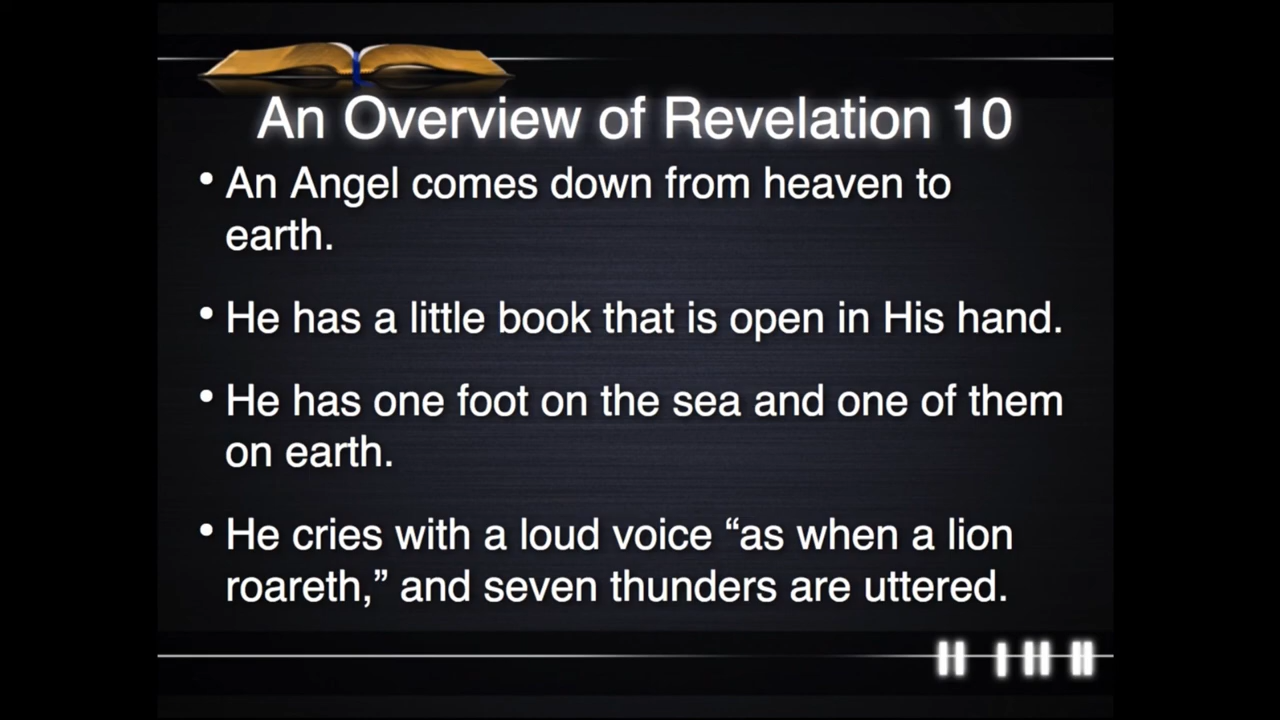 An Overview of Revelation 10
• An Angel comes down from heaven to
earth.
• He has a little book that is open in His hand.
• He has one foot on the sea and one of them
on earth.
• He cries with a loud voice “as when a lion
roareth,” and seven thunders are uttered.